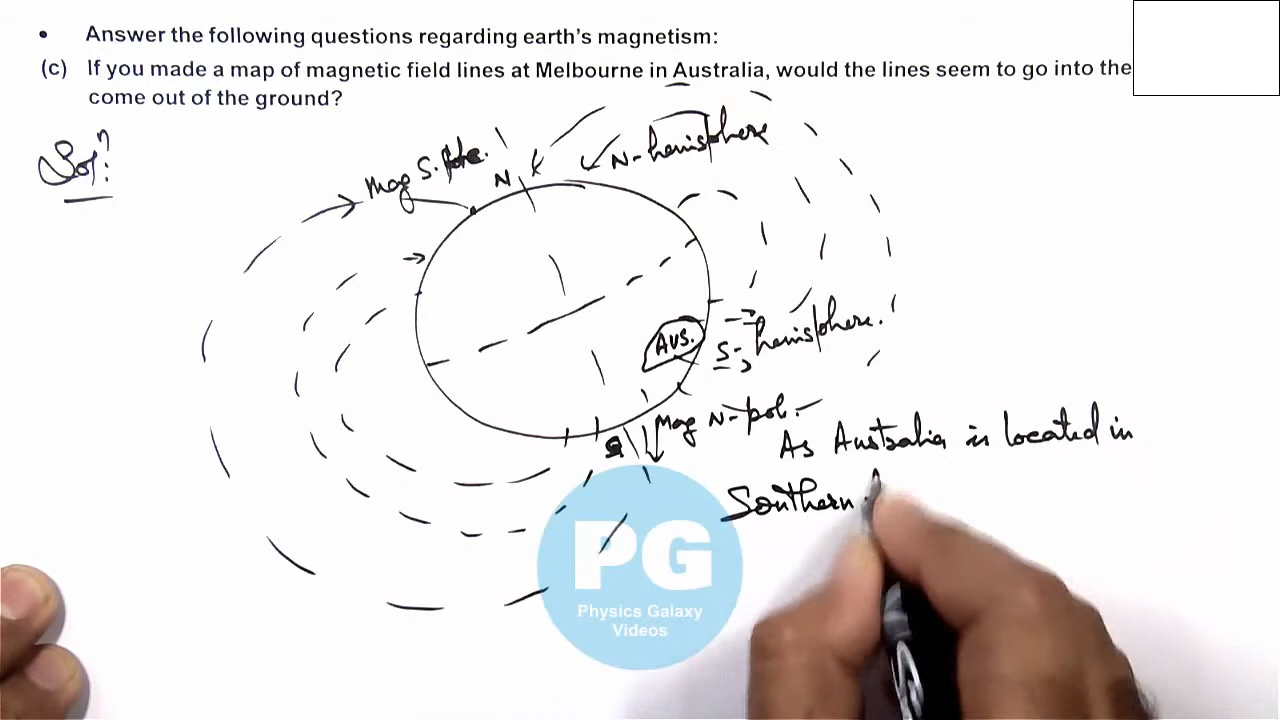 • Answer the following questions regarding earth's magnetism:
(c) If you made a map of magnetic field lines at Melbourne in Australia, would the lines seem to go into the
come out of the ground?
Solⁿ:
Mag S. pole.
N
N-hemisphere
AUS.
S-hemisphere.
Mag N-pole.
S
As Australia is located in
Southern
PG
Physics Galaxy
Videos